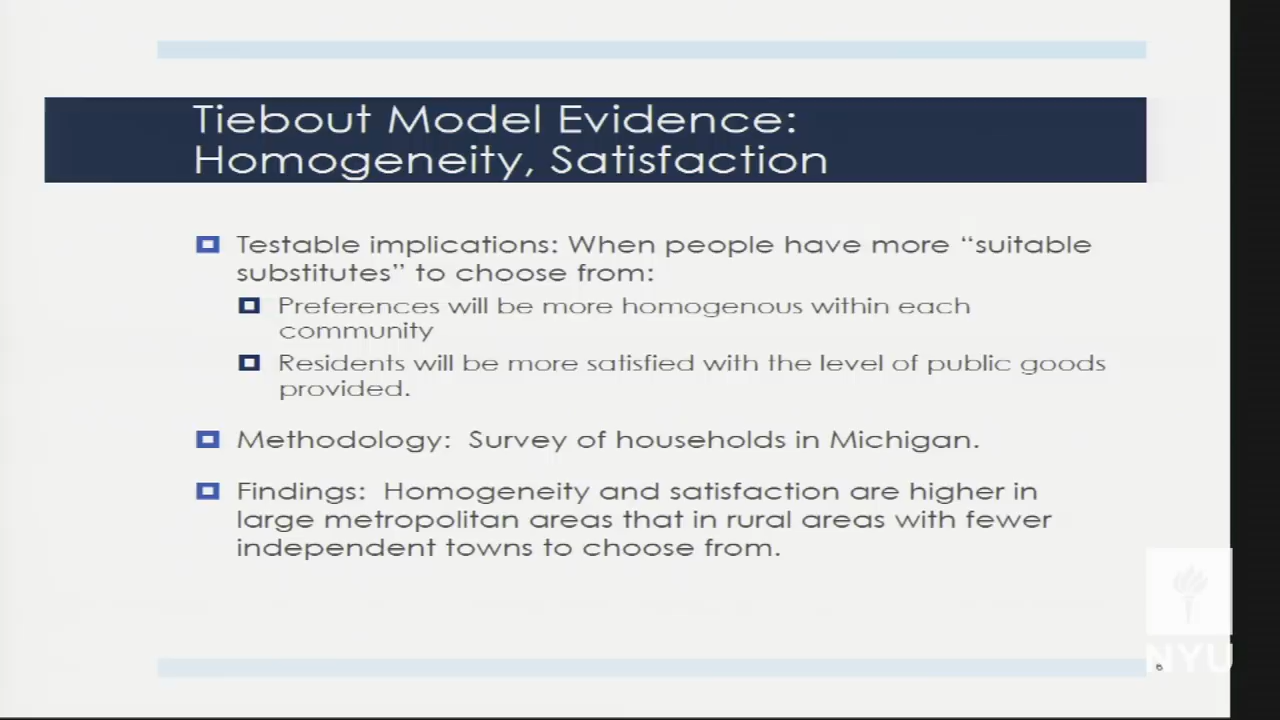 Tiebout Model Evidence:
Homogeneity, Satisfaction
Testable implications: When people have more “suitable
substitutes” to choose from:
Preferences will be more homogenous within each
community
Residents will be more satisfied with the level of public goods
provided.
Methodology: Survey of households in Michigan.
Findings: Homogeneity and satisfaction are higher in
large metropolitan areas that in rural areas with fewer
independent towns to choose from.
NYU